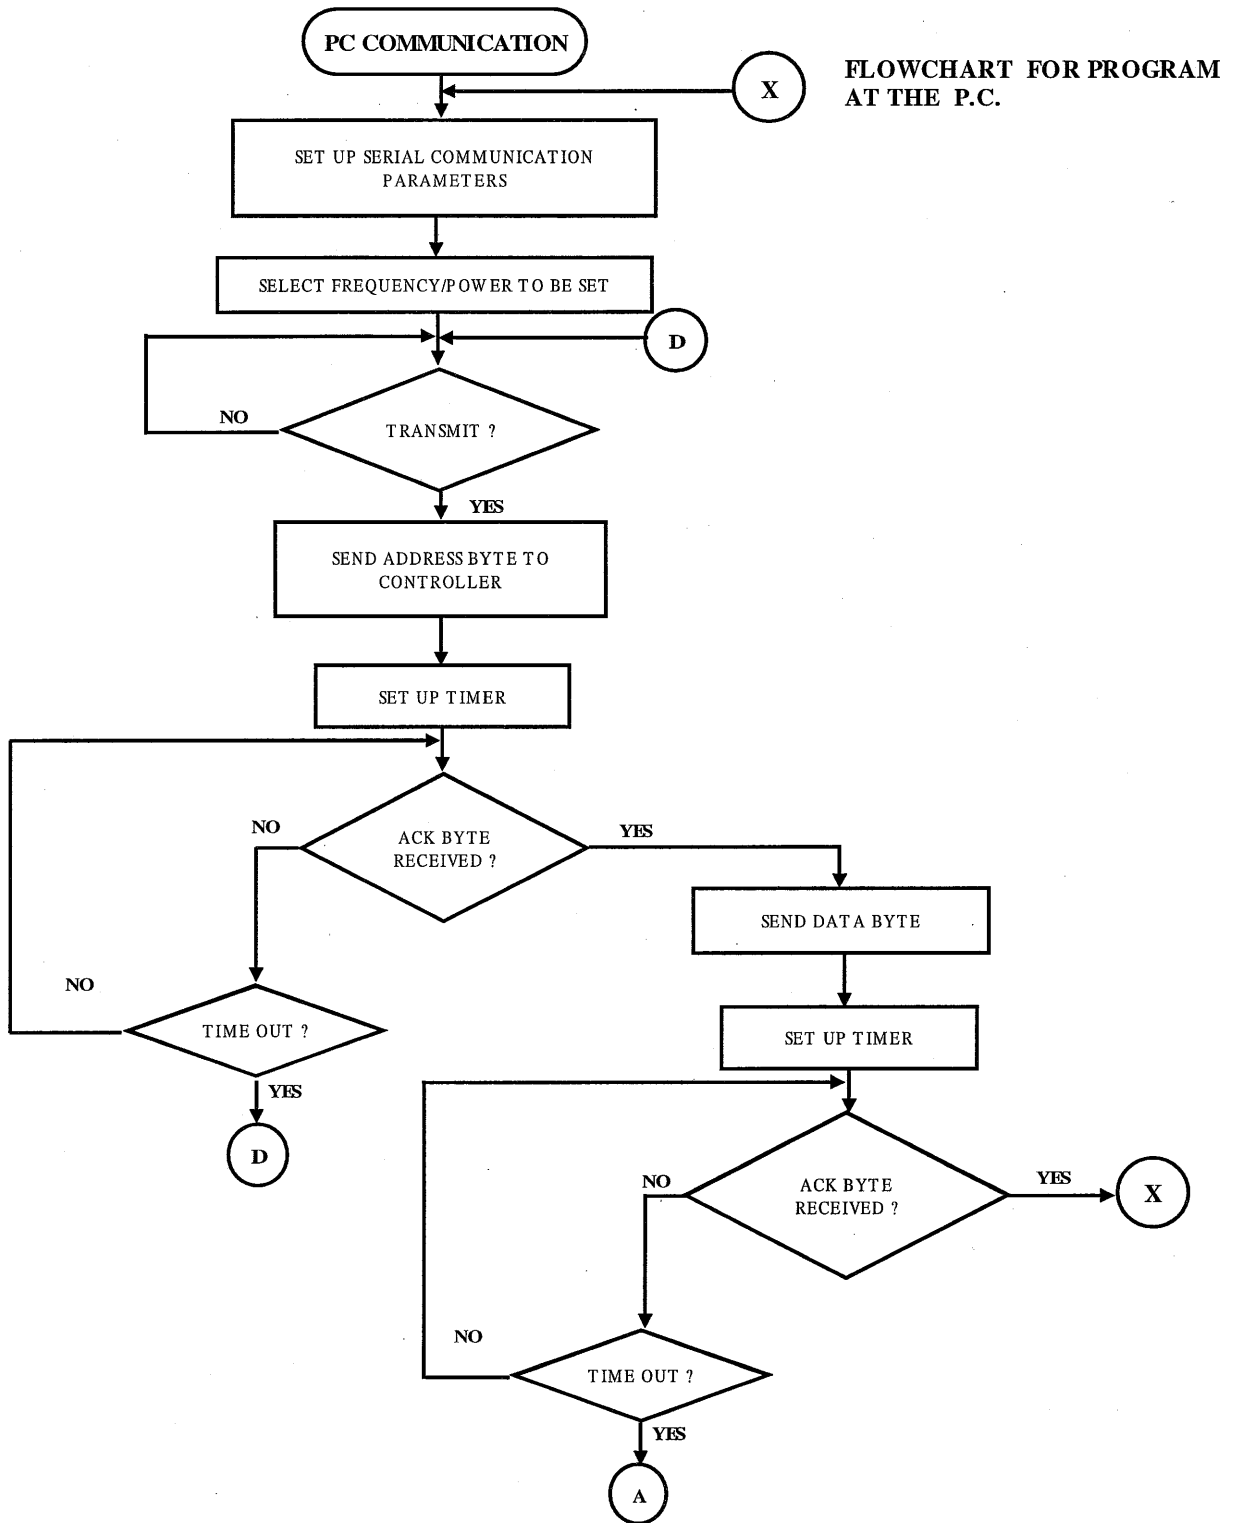 PC COMMUNICATION
X
FLOWCHART FOR PROGRAM
AT THE P.C.
SET UP SERIAL COMMUNICATION
PARAMETERS
SELECT FREQUENCY/POWER TO BE SET
D
NO
TRANSMIT ?
YES
SEND ADDRESS BYTE TO
CONTROLLER
SET UP TIMER
NO
ACK BYTE
RECEIVED ?
YES
SEND DATA BYTE
NO
TIME OUT ?
SET UP TIMER
YES
D
NO
ACK BYTE
RECEIVED ?
YES
X
NO
TIME OUT ?
YES
A